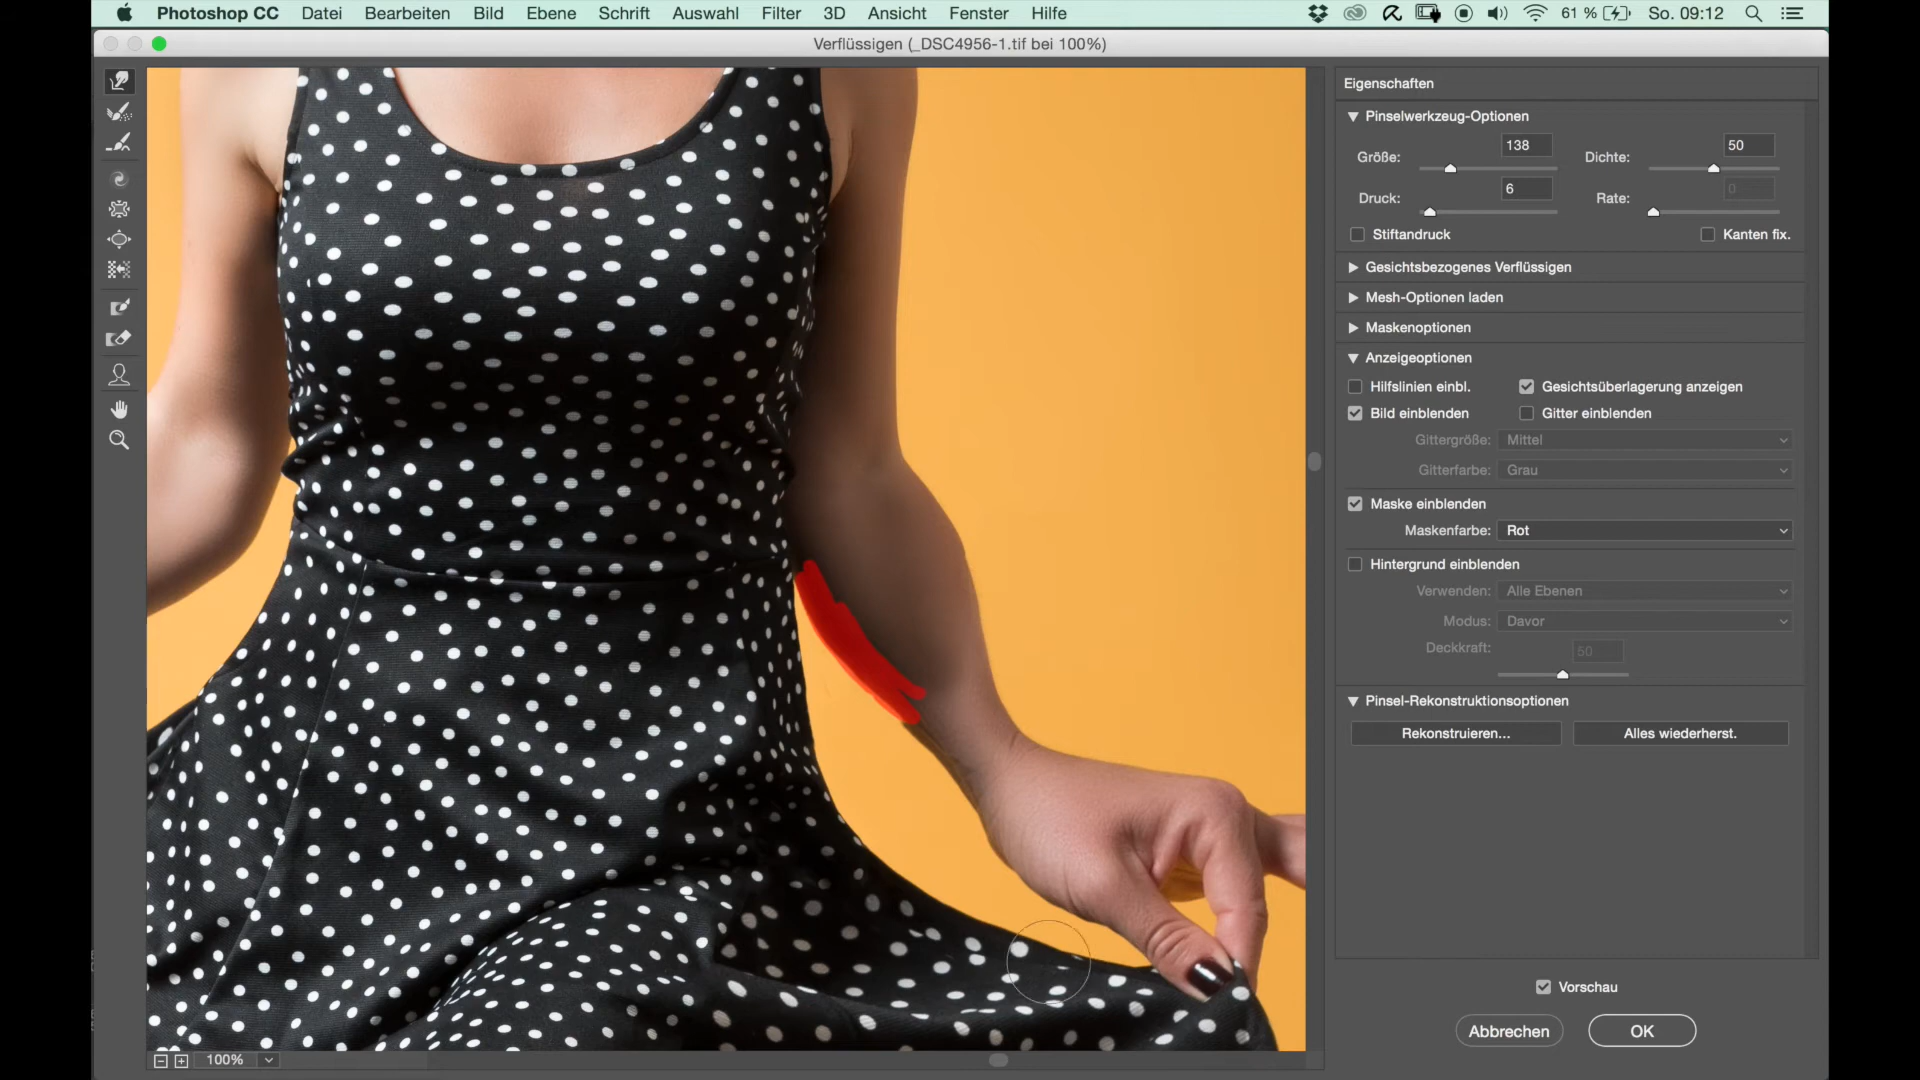 Photoshop CC Datei Bearbeiten Bild Ebene Schrift Auswahl Filter 3D Ansicht Fenster Hilfe 61 % So. 09:12
Verflüssigen (_DSC4956-1.tif bei 100%)
Eigenschaften
Pinselwerkzeug-Optionen
Größe: 138 Dichte: 50
Druck: 6 Rate: 0
Stiftandruck Kanten fix.
Gesichtsbezogenes Verflüssigen
Mesh-Optionen laden
Maskenoptionen
Anzeigeoptionen
Hilfslinien einbl. Gesichtsüberlagerung anzeigen
Bild einblenden Gitter einblenden
Gittergröße: Mittel
Gitterfarbe: Grau
Maske einblenden
Maskenfarbe: Rot
Hintergrund einblenden
Verwenden: Alle Ebenen
Modus: Davor
Deckkraft: 50
Pinsel-Rekonstruktionsoptionen
Rekonstruieren... Alles wiederherst.
Vorschau
Abbrechen OK
100%